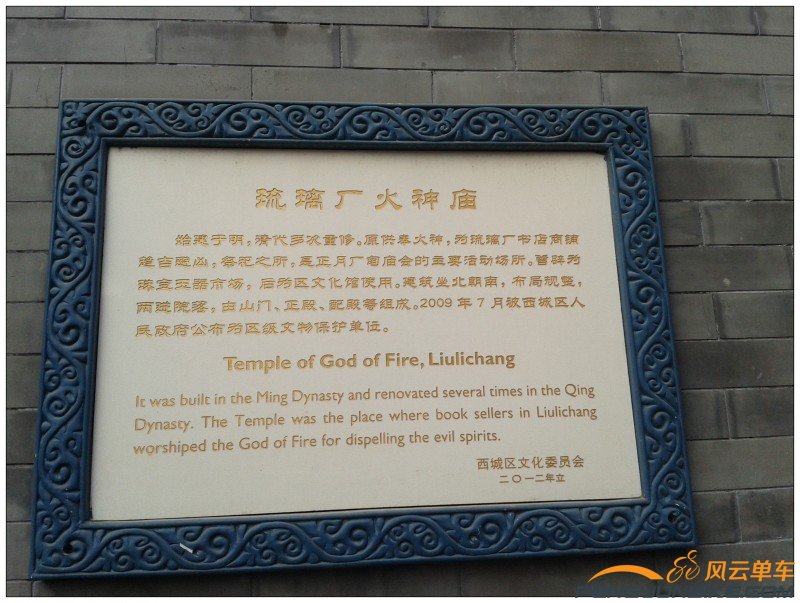 琉璃厂火神庙
始建于明，清代多次重修。原供奉火神，为琉璃厂书店商铺
趋吉避凶，祭祀之所，是正月厂甸庙会的主要活动场所。曾辟为
珠宝玉器市场，后为区文化馆使用。建筑坐北朝南，布局规整，
两进院落，由山门、正殿、配殿等组成。2009年7月被西城区人
民政府公布为区级文物保护单位。
Temple of God of Fire, Liulichang
It was built in the Ming Dynasty and renovated several times in the Qing
Dynasty. The Temple was the place where book sellers in Liulichang
worshiped the God of Fire for dispelling the evil spirits.
西城区文化委员会
二〇一二年立
风云单车